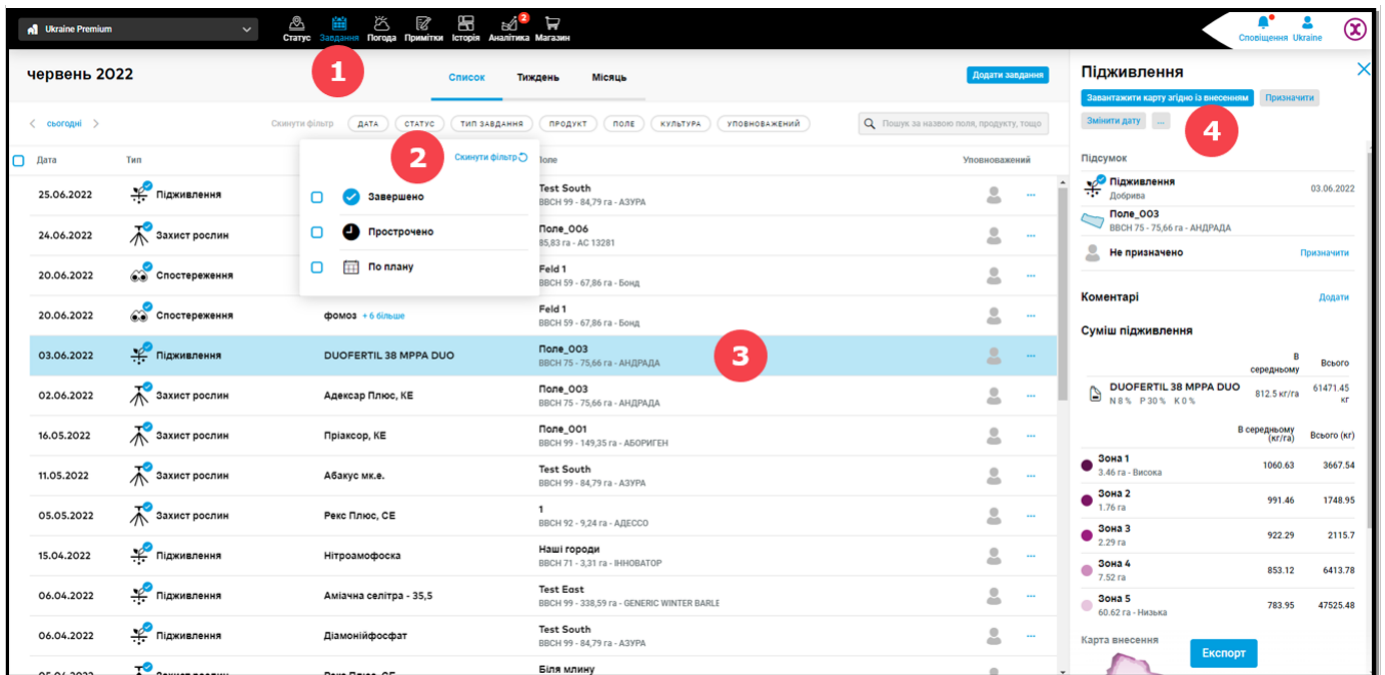 Ukraine Premium
Статус Завдання Погода Примітки Історія Аналітика Магазин
2
Сповіщення Ukraine
червень 2022
1
Список Тиждень Місяць
Додати завдання
сьогодні
Скинути фільтр ДАТА СТАТУС ТИП ЗАВДАННЯ ПРОДУКТ ПОЛЕ КУЛЬТУРА УПОВНОВАЖЕНИЙ
Пошук за назвою поля, продукту, тощо
Дата Тип Поле Уповноважений
2
Скинути фільтр
Завершено
Прострочено
По плану
25.06.2022 Підживлення Test South
BBCH 99 - 84,79 га - АЗУРА
24.06.2022 Захист рослин Поле_006
85,83 га - АС 13281
20.06.2022 Спостереження Feld 1
BBCH 59 - 67,86 га - Бонд
20.06.2022 Спостереження фомоз + 6 більше Feld 1
BBCH 59 - 67,86 га - Бонд
03.06.2022 Підживлення DUOFERTIL 38 MPPA DUO Поле_003
BBCH 75 - 75,66 га - АНДРАДА
3
02.06.2022 Захист рослин Адексар Плюс, КЕ Поле_003
BBCH 75 - 75,66 га - АНДРАДА
16.05.2022 Захист рослин Пріаксор, КЕ Поле_001
BBCH 99 - 149,35 га - АБОРИГЕН
11.05.2022 Захист рослин Абакус мк.е. Test South
BBCH 99 - 84,79 га - АЗУРА
05.05.2022 Захист рослин Рекс Плюс, СЕ 1
BBCH 92 - 9,24 га - АДЕССО
15.04.2022 Підживлення Нітроамофоска Наші городи
BBCH 71 - 3,31 га - ІННОВАТОР
06.04.2022 Підживлення Аміачна селітра - 35,5 Test East
BBCH 99 - 338,59 га - GENERIC WINTER BARLE
06.04.2022 Підживлення Діамонійфосфат Test South
BBCH 99 - 84,79 га - АЗУРА
Біля млину
Підживлення
Завантажити карту згідно із внесенням Призначити
Змінити дату ...
4
Підсумок
Підживлення 03.06.2022
Добрива
Поле_003
BBCH 75 - 75,66 га - АНДРАДА
Не призначено Призначити
Коментарі Додати
Суміш підживлення
В середньому Всього
DUOFERTIL 38 MPPA DUO 812.5 кг/га 61471.45 кг
N 8 % P 30 % K 0 %
В середньому (кг/га) Всього (кг)
Зона 1 1060.63 3667.54
3.46 га - Висока
Зона 2 991.46 1748.95
1.76 га
Зона 3 922.29 2115.7
2.29 га
Зона 4 853.12 6413.78
7.52 га
Зона 5 783.95 47525.48
60.62 га - Низька
Карта внесення
Експорт